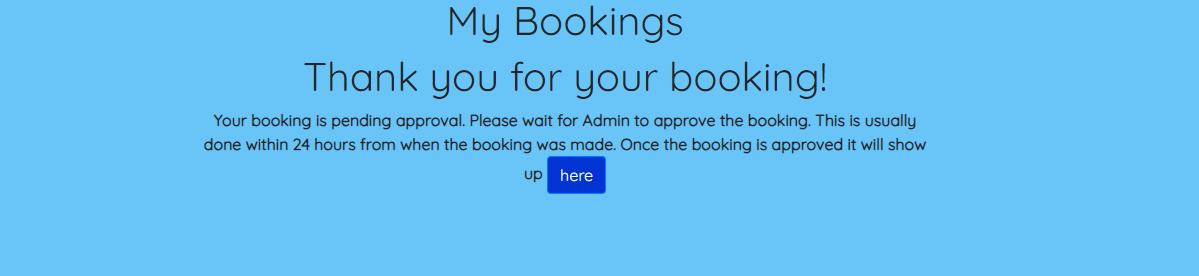 My Bookings
Thank you for your booking!
Your booking is pending approval. Please wait for Admin to approve the booking. This is usually
done within 24 hours from when the booking was made. Once the booking is approved it will show
up here